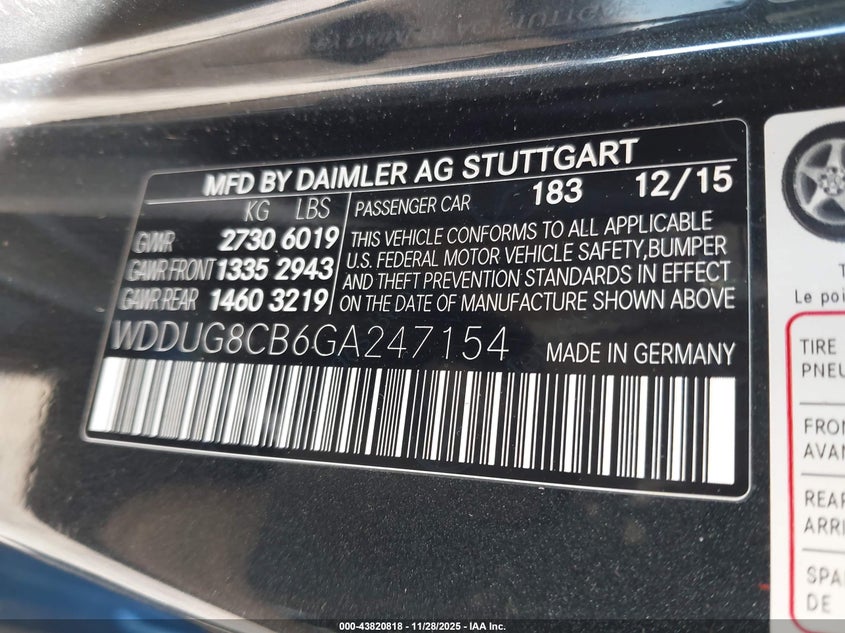 MFD BY DAIMLER AG STUTTGART
KG LBS
GVWR 2730 6019
GAWR FRONT 1335 2943
GAWR REAR 1460 3219
PASSENGER CAR 183 12/15
THIS VEHICLE CONFORMS TO ALL APPLICABLE
U.S. FEDERAL MOTOR VEHICLE SAFETY,BUMPER
AND THEFT PREVENTION STANDARDS IN EFFECT
ON THE DATE OF MANUFACTURE SHOWN ABOVE
WDDUG8CB6GA247154 MADE IN GERMANY
Le
TIRE
FRON
AVAN
REAR
ARRI
SPA
DE
000-43820818 - 11/28/2025 - IAA Inc.